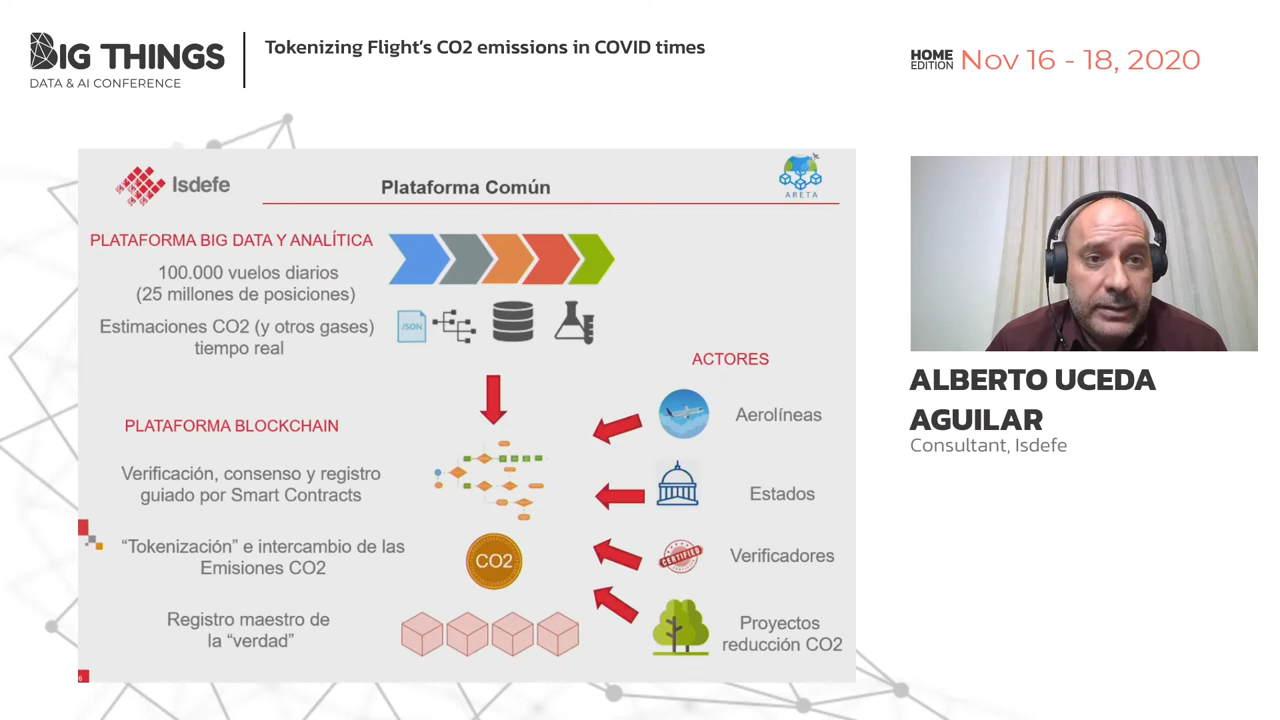 BIG THINGS
DATA & AI CONFERENCE
Tokenizing Flight's CO2 emissions in COVID times
HOME
EDITION
Nov 16 - 18, 2020
Isdefe
Plataforma Común
ARETA
PLATAFORMA BIG DATA Y ANALÍTICA
100.000 vuelos diarios
(25 millones de posiciones)
Estimaciones CO2 (y otros gases)
tiempo real
JSON
PLATAFORMA BLOCKCHAIN
Verificación, consenso y registro
guiado por Smart Contracts
"Tokenización" e intercambio de las
Emisiones CO2
CO2
Registro maestro de
la "verdad"
ACTORES
Aerolíneas
Estados
CERTIFIED
Verificadores
Proyectos
reducción CO2
6
ALBERTO UCEDA
AGUILAR
Consultant, Isdefe